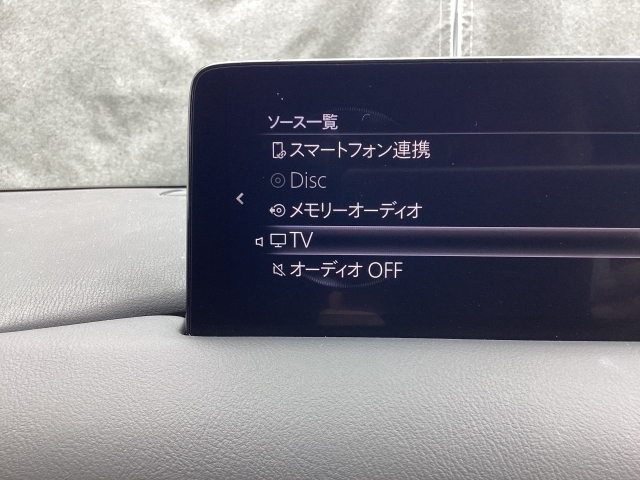 ソース一覧
スマートフォン連携
Disc
メモリーオーディオ
TV
オーディオ OFF